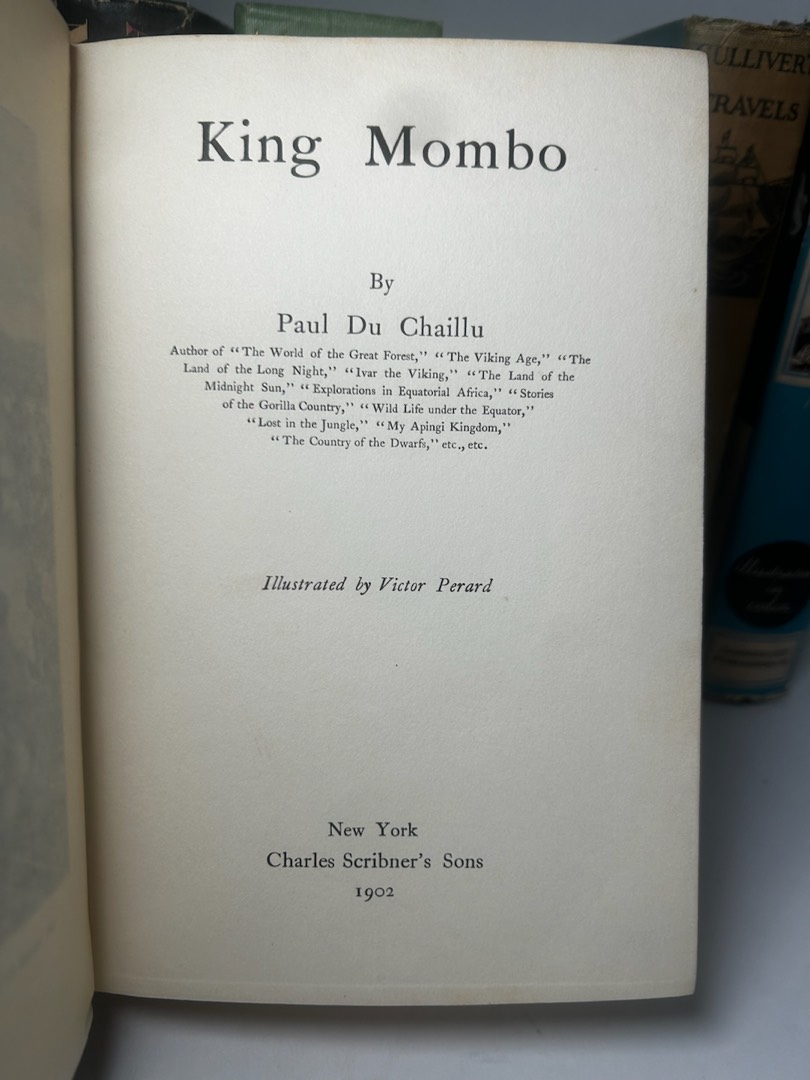 King Mombo
By
Paul Du Chaillu
Author of “The World of the Great Forest,” “The Viking Age,” “The
Land of the Long Night,” “Ivar the Viking,” “The Land of the
Midnight Sun,” “Explorations in Equatorial Africa,” “Stories
of the Gorilla Country,” “Wild Life under the Equator,”
“Lost in the Jungle,” “My Apingi Kingdom,”
“The Country of the Dwarfs,” etc., etc.
Illustrated by Victor Perard
New York
Charles Scribner's Sons
1902
GULLIVER'
TRAVELS